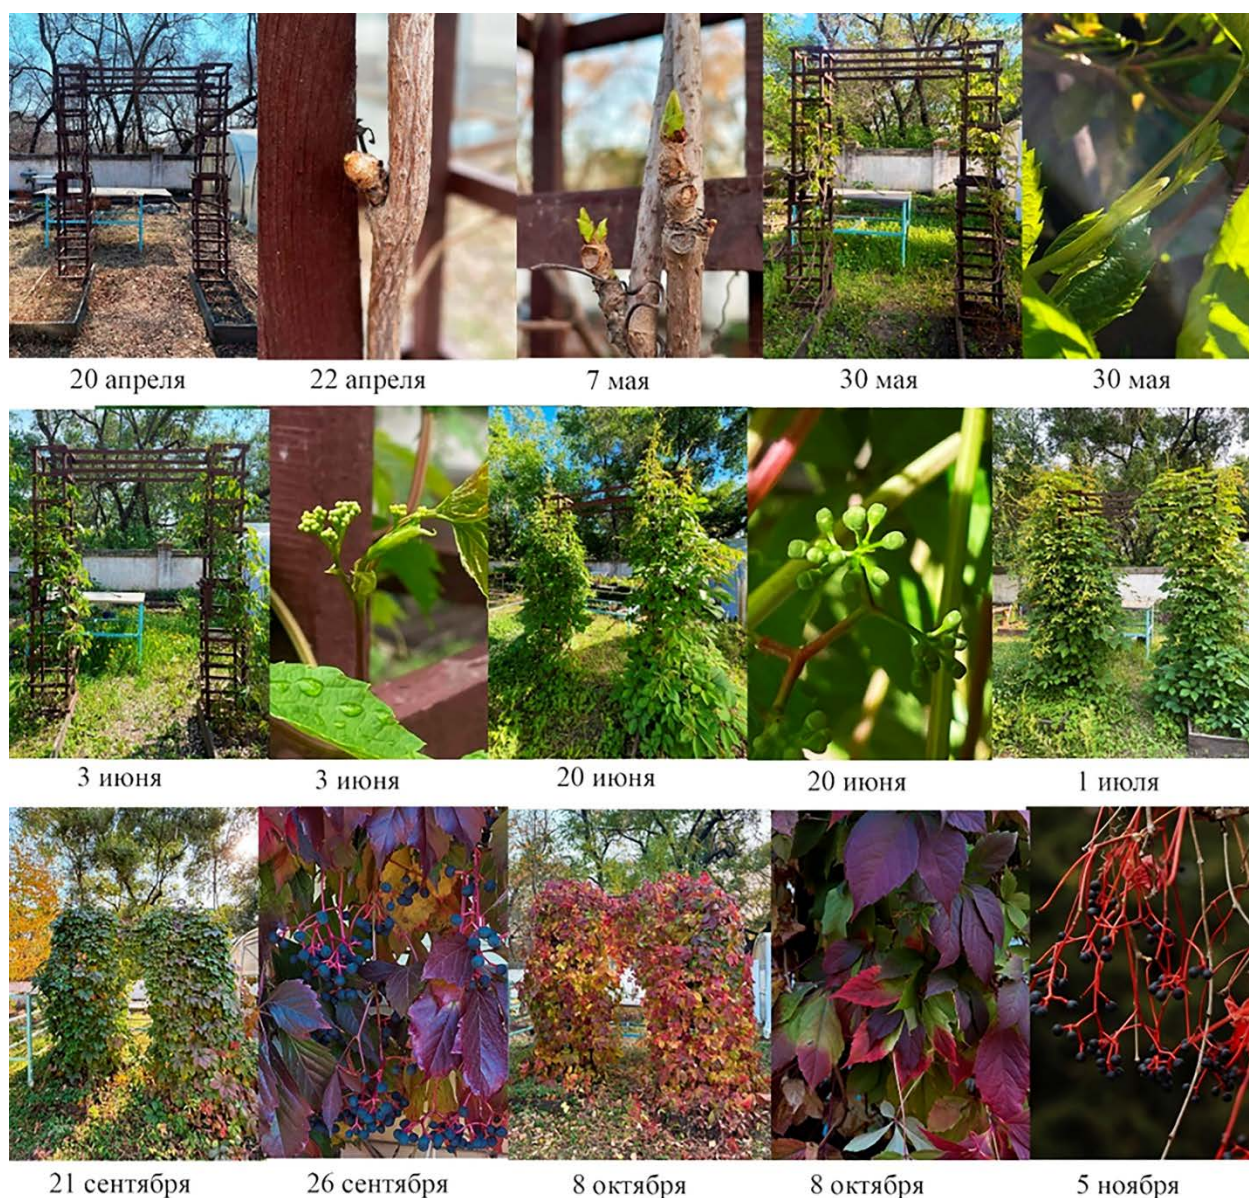 20 апреля
22 апреля
7 мая
30 мая
30 мая
3 июня
3 июня
20 июня
20 июня
1 июля
21 сентября
26 сентября
8 октября
8 октября
5 ноября